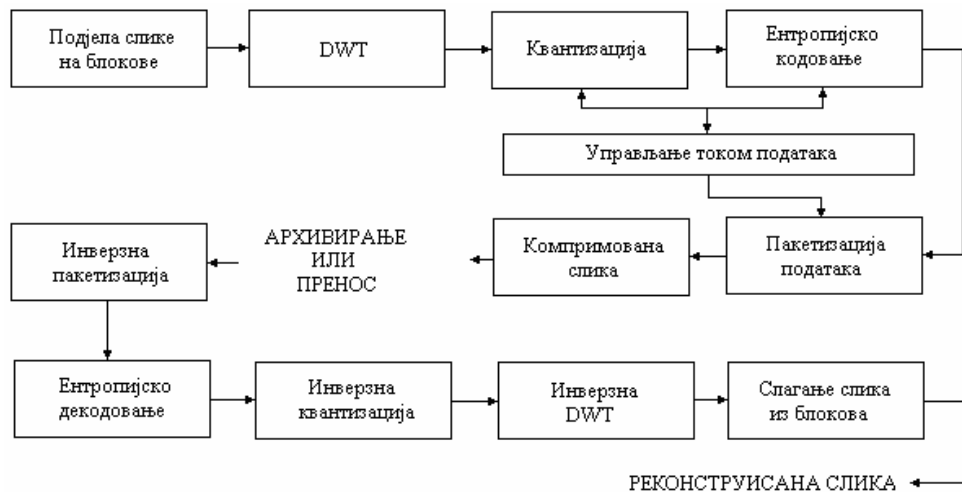 Подјела слике
на блокове
DWT
Квантизација
Ентропијско
кодовање
Управљање током података
Инверзна
пакетизација
АРХИВИРАЊЕ
ИЛИ
ПРЕНОС
Компримована
слика
Пакетизација
података
Ентропијско
декодовање
Инверзна
квантизација
Инверзна
DWT
Слагање слика
из блокова
РЕКОНСТРУИСАНА СЛИКА